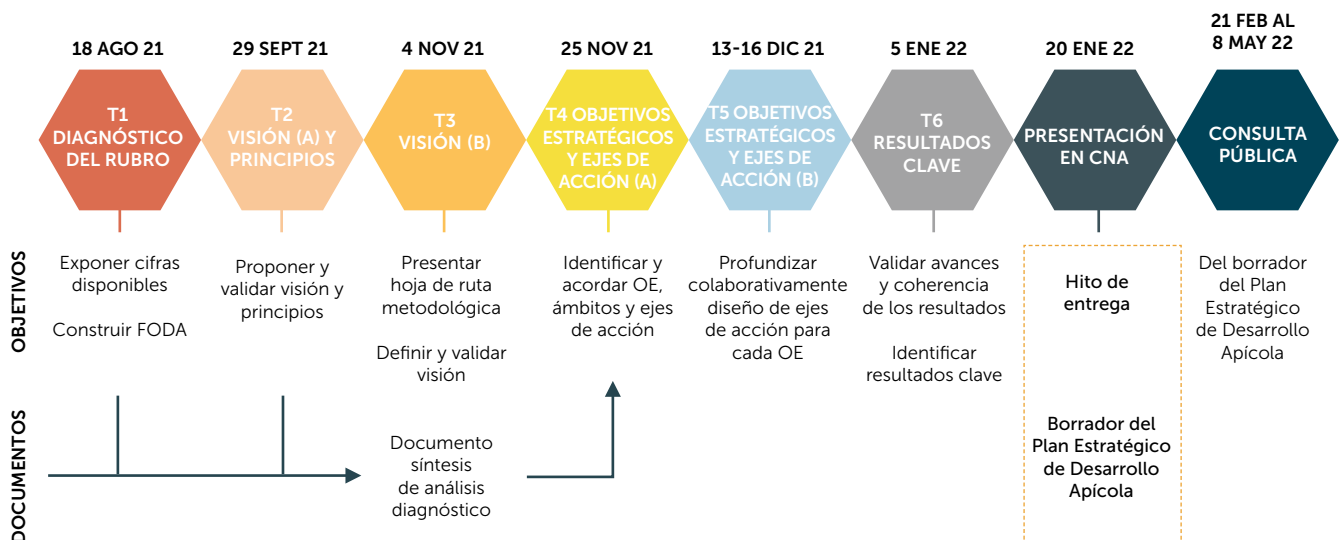 18 AGO 21
29 SEPT 21
4 NOV 21
25 NOV 21
13-16 DIC 21
5 ENE 22
20 ENE 22
21 FEB AL
8 MAY 22
T1
DIAGNÓSTICO
DEL RUBRO
T2
VISIÓN (A) Y
PRINCIPIOS
T3
VISIÓN (B)
T4 OBJETIVOS
ESTRATÉGICOS
Y EJES DE
ACCIÓN (A)
T5 OBJETIVOS
ESTRATÉGICOS
Y EJES DE
ACCIÓN (B)
T6
RESULTADOS
CLAVE
PRESENTACIÓN
EN CNA
CONSULTA
PÚBLICA
OBJETIVOS
Exponer cifras
disponibles
Construir FODA
Proponer y
validar visión y
principios
Presentar
hoja de ruta
metodológica
Definir y validar
visión
Identificar y
acordar OE,
ámbitos y ejes
de acción
Profundizar
colaborativamente
diseño de ejes
de acción para
cada OE
Validar avances
y coherencia
de los resultados
Identificar
resultados clave
Hito de
entrega
Del borrador
del Plan
Estratégico
de Desarrollo
Apícola
DOCUMENTOS
Documento
síntesis
de análisis
diagnóstico
Borrador del
Plan Estratégico
de Desarrollo
Apícola